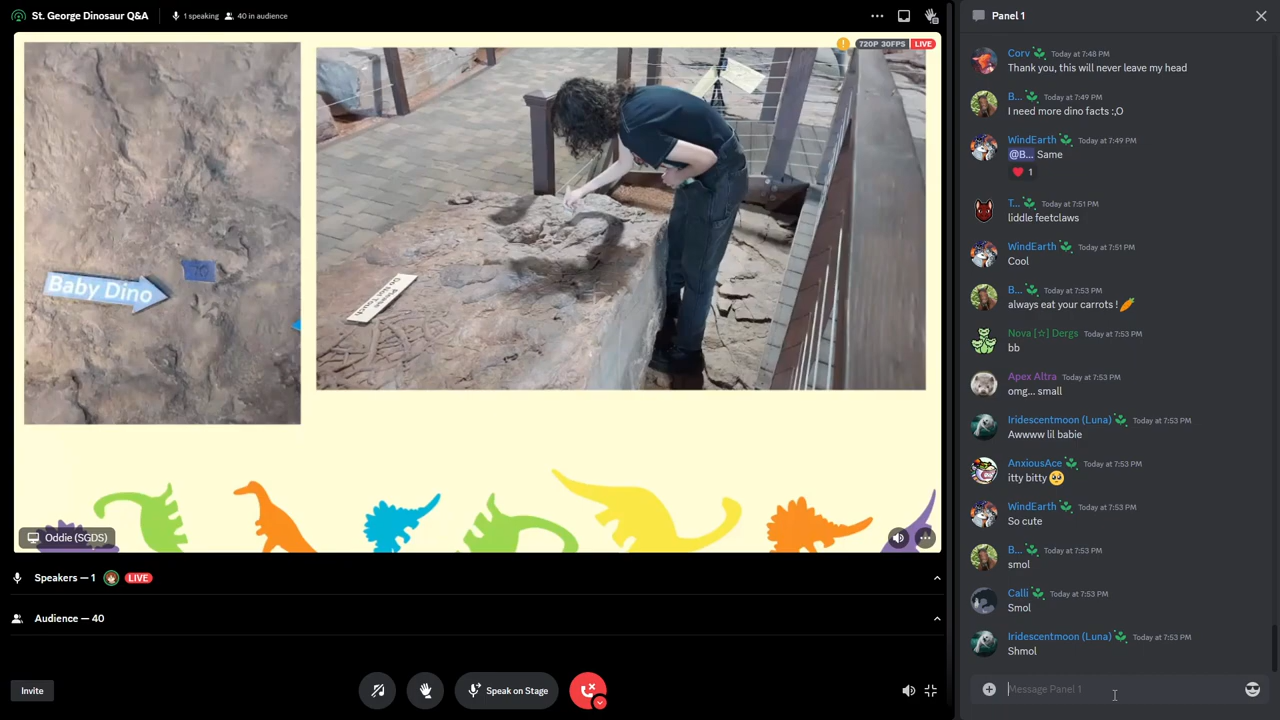 St. George Dinosaur Q&A
1 speaking
40 in audience
720P 30FPS
LIVE
Baby Dino
70
Please
Do Not Touch
Oddie (SGDS)
Speakers — 1
LIVE
Audience — 40
Invite
Speak on Stage
Panel 1
Corv Today at 7:48 PM
Thank you, this will never leave my head
B... Today at 7:49 PM
I need more dino facts :,O
WindEarth Today at 7:49 PM
@B... Same
1
T... Today at 7:51 PM
liddle feetclaws
WindEarth Today at 7:51 PM
Cool
B... Today at 7:53 PM
always eat your carrots ! 🥕
Nova [☆] Dergs Today at 7:53 PM
bb
Apex Altra Today at 7:53 PM
omg... small
Iridescentmoon (Luna) Today at 7:53 PM
Awwww lil babie
AnxiousAce Today at 7:53 PM
itty bitty 🥺
WindEarth Today at 7:53 PM
So cute
B... Today at 7:53 PM
smol
Calli Today at 7:53 PM
Smol
Iridescentmoon (Luna) Today at 7:53 PM
Shmol
Message Panel 1